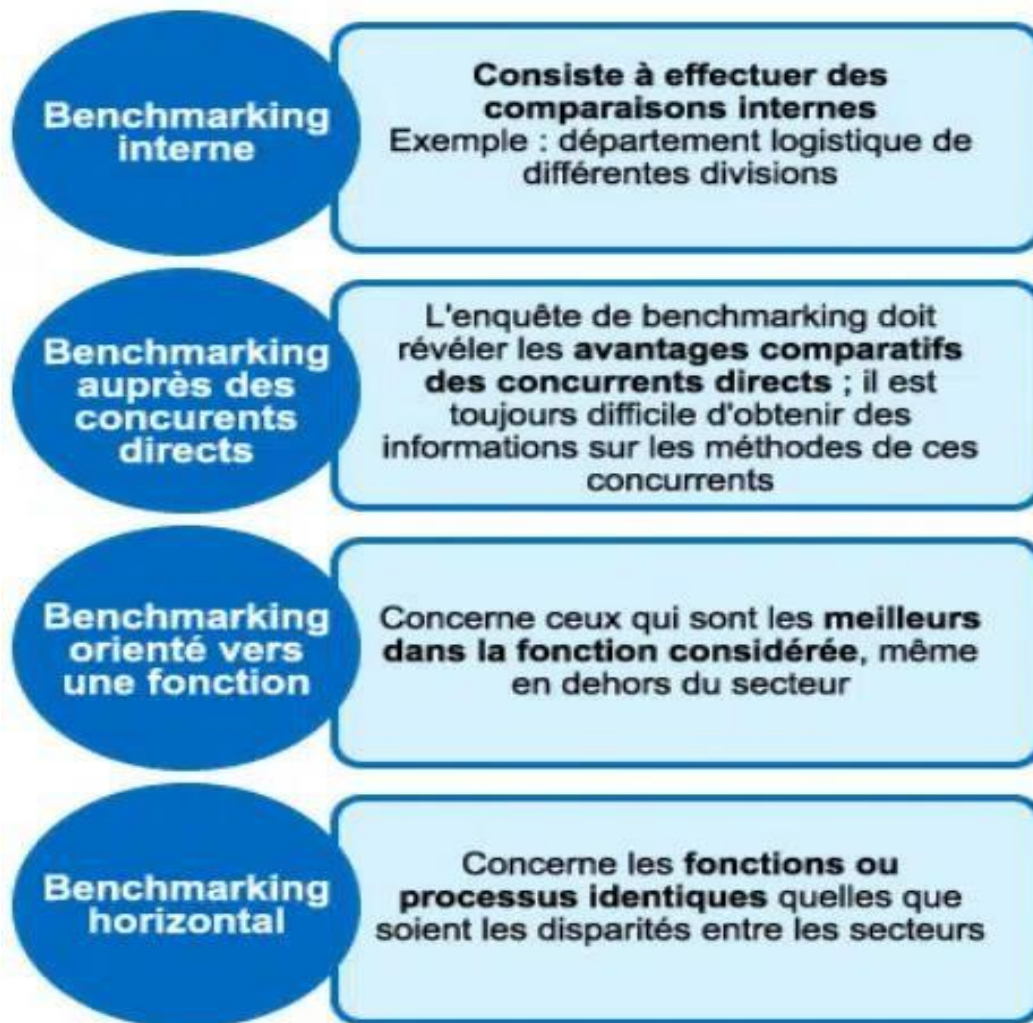 Benchmarking
interne
Consiste à effectuer des
comparaisons internes
Exemple : département logistique de
différentes divisions
Benchmarking
auprès des
concurents
directs
L'enquête de benchmarking doit
révéler les avantages comparatifs
des concurrents directs ; il est
toujours difficile d'obtenir des
informations sur les méthodes de ces
concurrents
Benchmarking
orienté vers
une fonction
Concerne ceux qui sont les meilleurs
dans la fonction considérée, même
en dehors du secteur
Benchmarking
horizontal
Concerne les fonctions ou
processus identiques quelles que
soient les disparités entre les secteurs